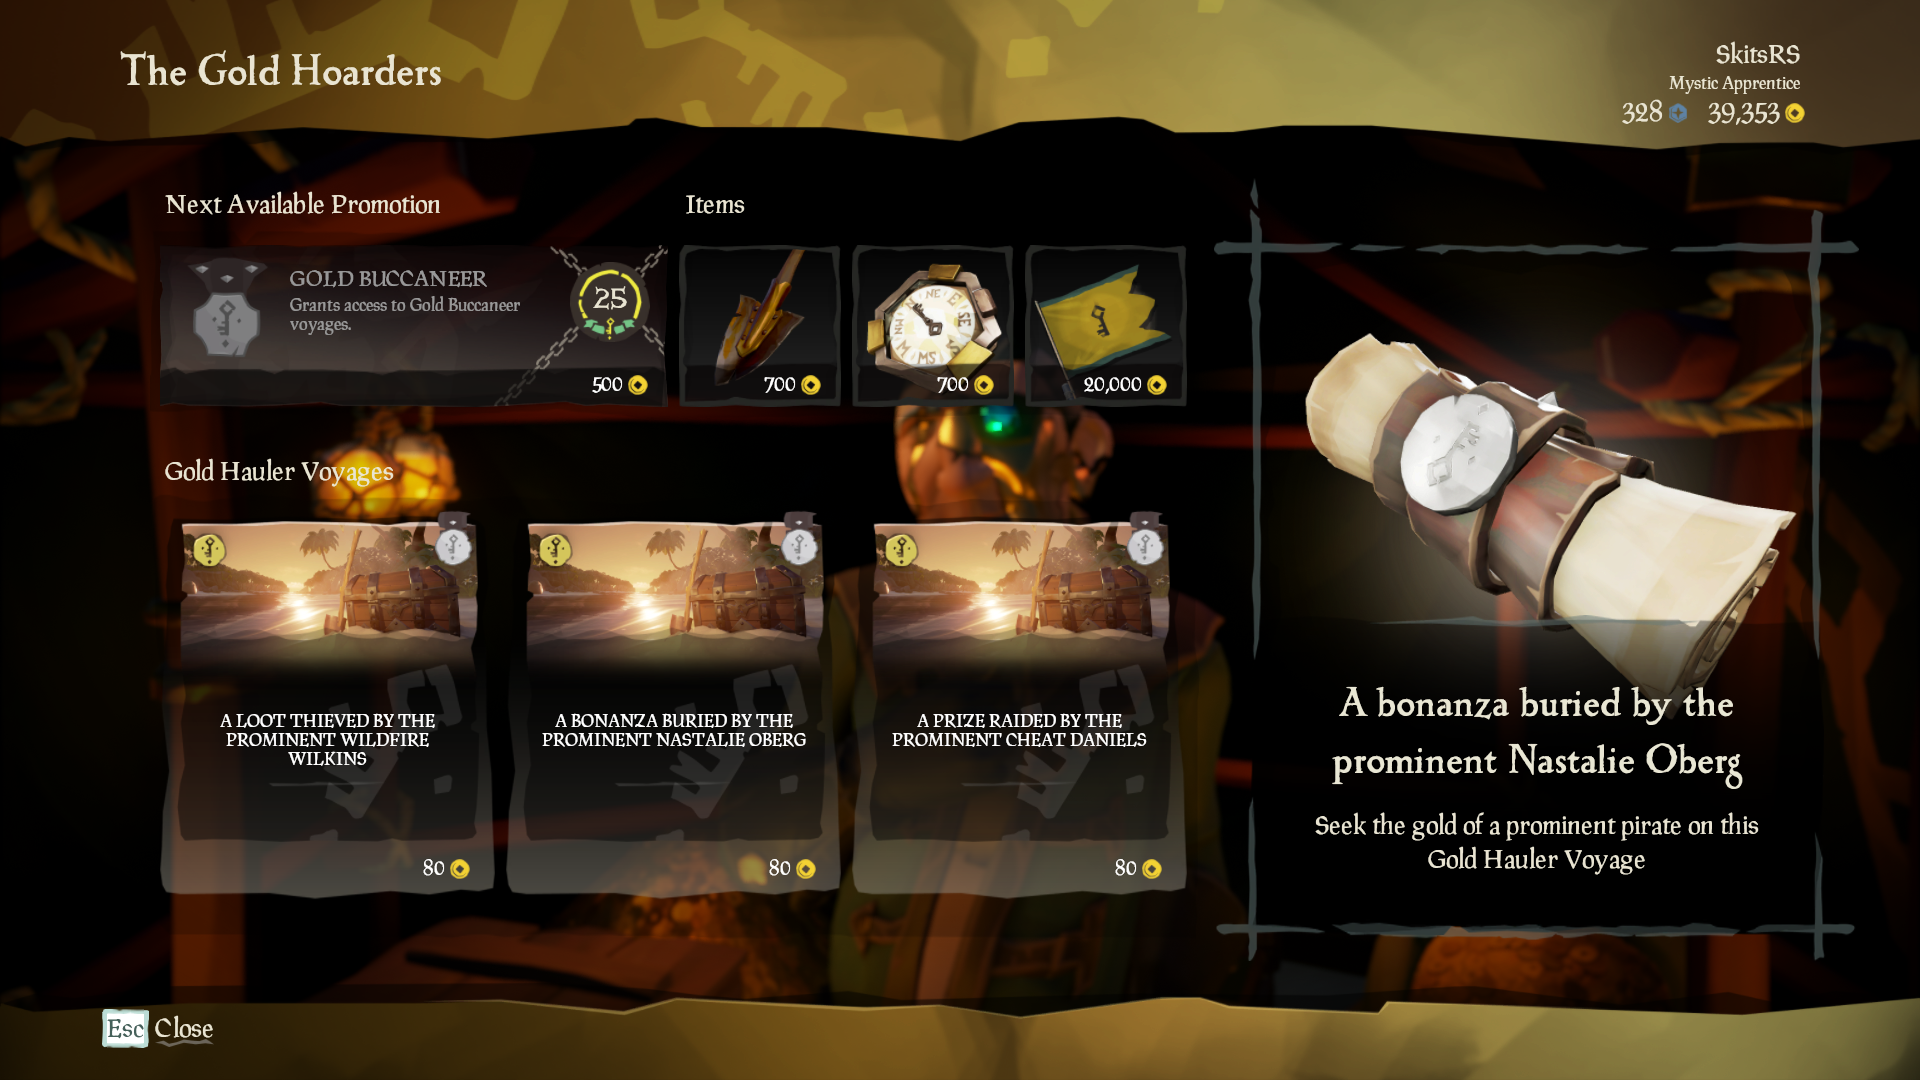 The Gold Hoarders
SkitsRS
Mystic Apprentice
328 39,353
Next Available Promotion
Items
GOLD BUCCANEER
Grants access to Gold Buccaneer
voyages.
25
500
700
700
20,000
Gold Hauler Voyages
A LOOT THIEVED BY THE
PROMINENT WILDFIRE
WILKINS
80
A BONANZA BURIED BY THE
PROMINENT NASTALIE OBERG
80
A PRIZE RAIDED BY THE
PROMINENT CHEAT DANIELS
80
A bonanza buried by the
prominent Nastalie Oberg
Seek the gold of a prominent pirate on this
Gold Hauler Voyage
Esc Close